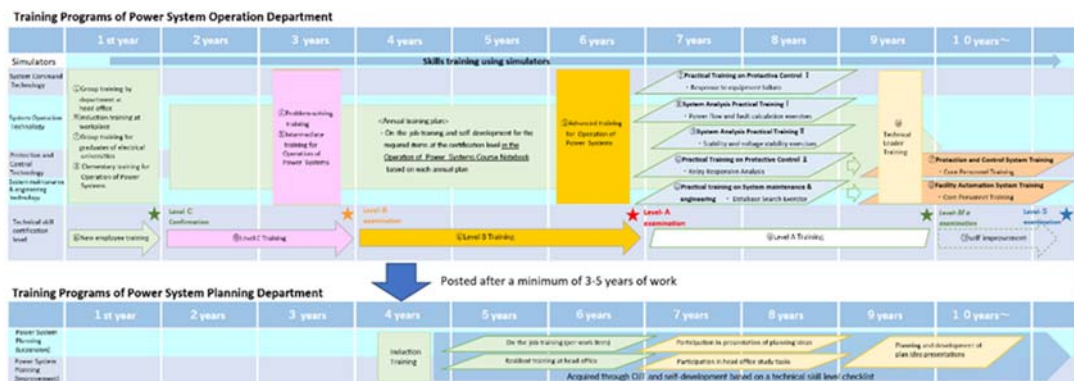 Training Programs of Power System Operation Department
1 st year
2 years
3 years
4 years
5 years
6 years
7 years
8 years
9 years
1 0 years~
Simulators
Skills training using simulators
System Command
Technology
System Operation
Technology
Protection and
Control
Technology
System maintenance
& engineering
technology
Technical skill
certification
level
Group training by
department at
head office
Induction training at
workplace
Group training for
graduates of electrical
universities
Elementary training for
Operation of Power
Systems
Problem-solving
training
Intermediate
training for
Operation of
Power Systems
<Annual training plan>
・On the job training and self development for the
required items at the certification level in the
Operation of Power Systems Course Notebook
based on each annual plan
Advanced training
for Operation of
Power Systems
Practical Training on Protective Control
・Response to equipment failure
System Analysis Practical Training
・Power flow and fault calculation exercises
System Analysis Practical Training
・Stability and voltage stability exercises
Practical Training on Protective Control
・Relay Responsive Analysis
Practical training on System maintenance &
engineering ・Database Search Exercise
Technical
Leader
Training
Protection and Control System Training
・Core Personnel Training
Facility Automation System Training
・Core Personnel Training
Level-C
Confirmation
Level-B
examination
Level-A
examination
examination
examination
New employee training
Level C Training
Level B Training
Level A Training
Self improvement
Posted after a minimum of 3-5 years of work
Training Programs of Power System Planning Department
1 st year
2 years
3 years
4 years
5 years
6 years
7 years
8 years
9 years
1 0 years~
Power System
Planning
Power System
Planning
Induction
Training
On the job training (per work item)
Resident training at head office
Participation in presentation of planning ideas
Participation in head office study tasks
Planning and development of
plan idea presentations
Acquired through OJT and self-development based on a technical skill level checklist